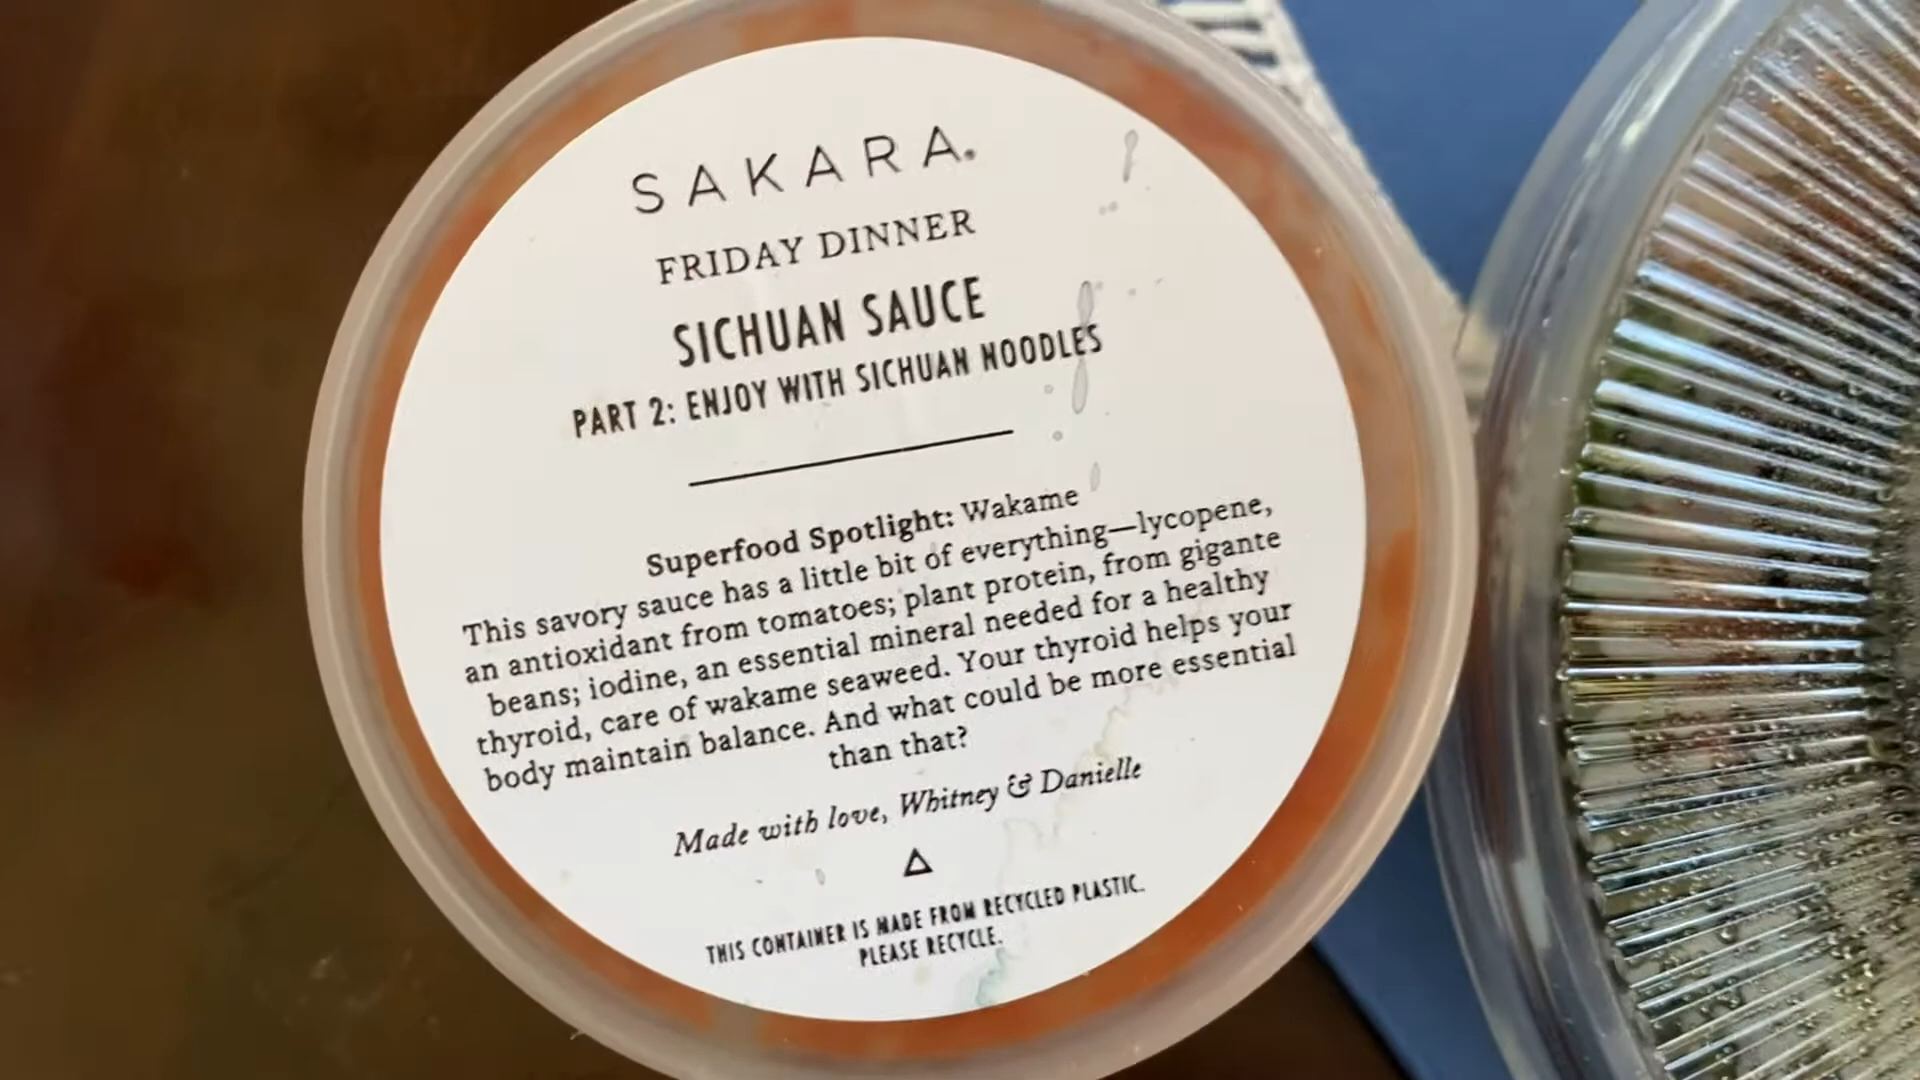 SAKARA®
FRIDAY DINNER
SICHUAN SAUCE
PART 2: ENJOY WITH SICHUAN NOODLES
Superfood Spotlight: Wakame
This savory sauce has a little bit of everything—lycopene,
an antioxidant from tomatoes; plant protein, from gigante
beans; iodine, an essential mineral needed for a healthy
thyroid, care of wakame seaweed. Your thyroid helps your
body maintain balance. And what could be more essential
than that?
Made with love, Whitney & Danielle
THIS CONTAINER IS MADE FROM RECYCLED PLASTIC.
PLEASE RECYCLE.